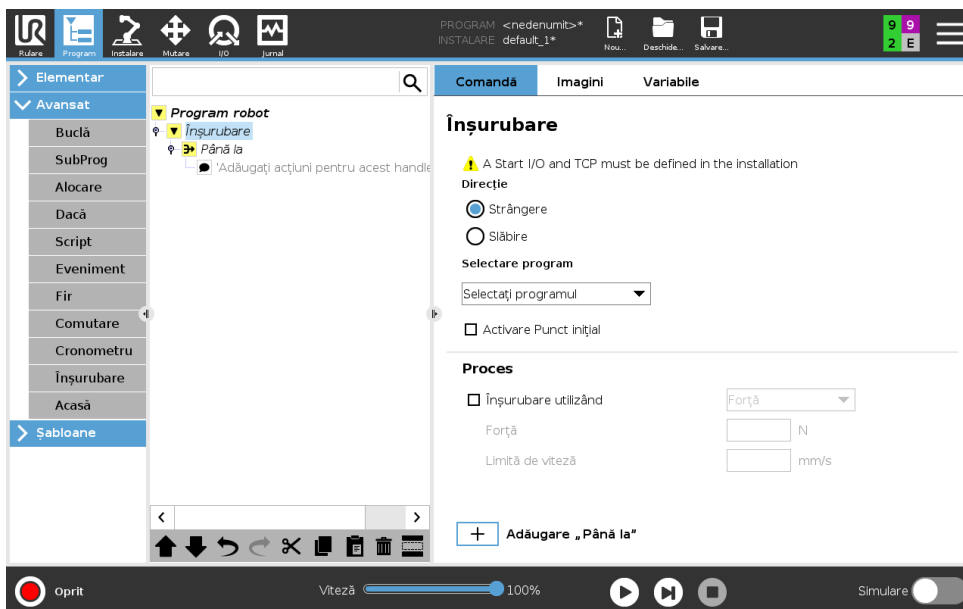 UR
Rulare
Program
Instalare
Mutare
I/O
Jurnal
PROGRAM <nedenumit>*
INSTALARE default_1*
Nou...
Deschide...
Salvare...
9 9
2 E
Elementar
Avansat
Buclă
SubProg
Alocare
Dacă
Script
Eveniment
Fir
Comutare
Cronometru
Înșurubare
Acasă
Șabloane
Program robot
Înșurubare
Până la
'Adăugați acțiuni pentru acest handle
Comandă
Imagini
Variabile
Înșurubare
A Start I/O and TCP must be defined in the installation
Direcție
Strângere
Slăbire
Selectare program
Selectați programul
Activare Punct inițial
Proces
Înșurubare utilizând
Forţă
Forţă
N
Limită de viteză
mm/s
Adăugare „Până la”
Oprit
Viteză
100%
Simulare